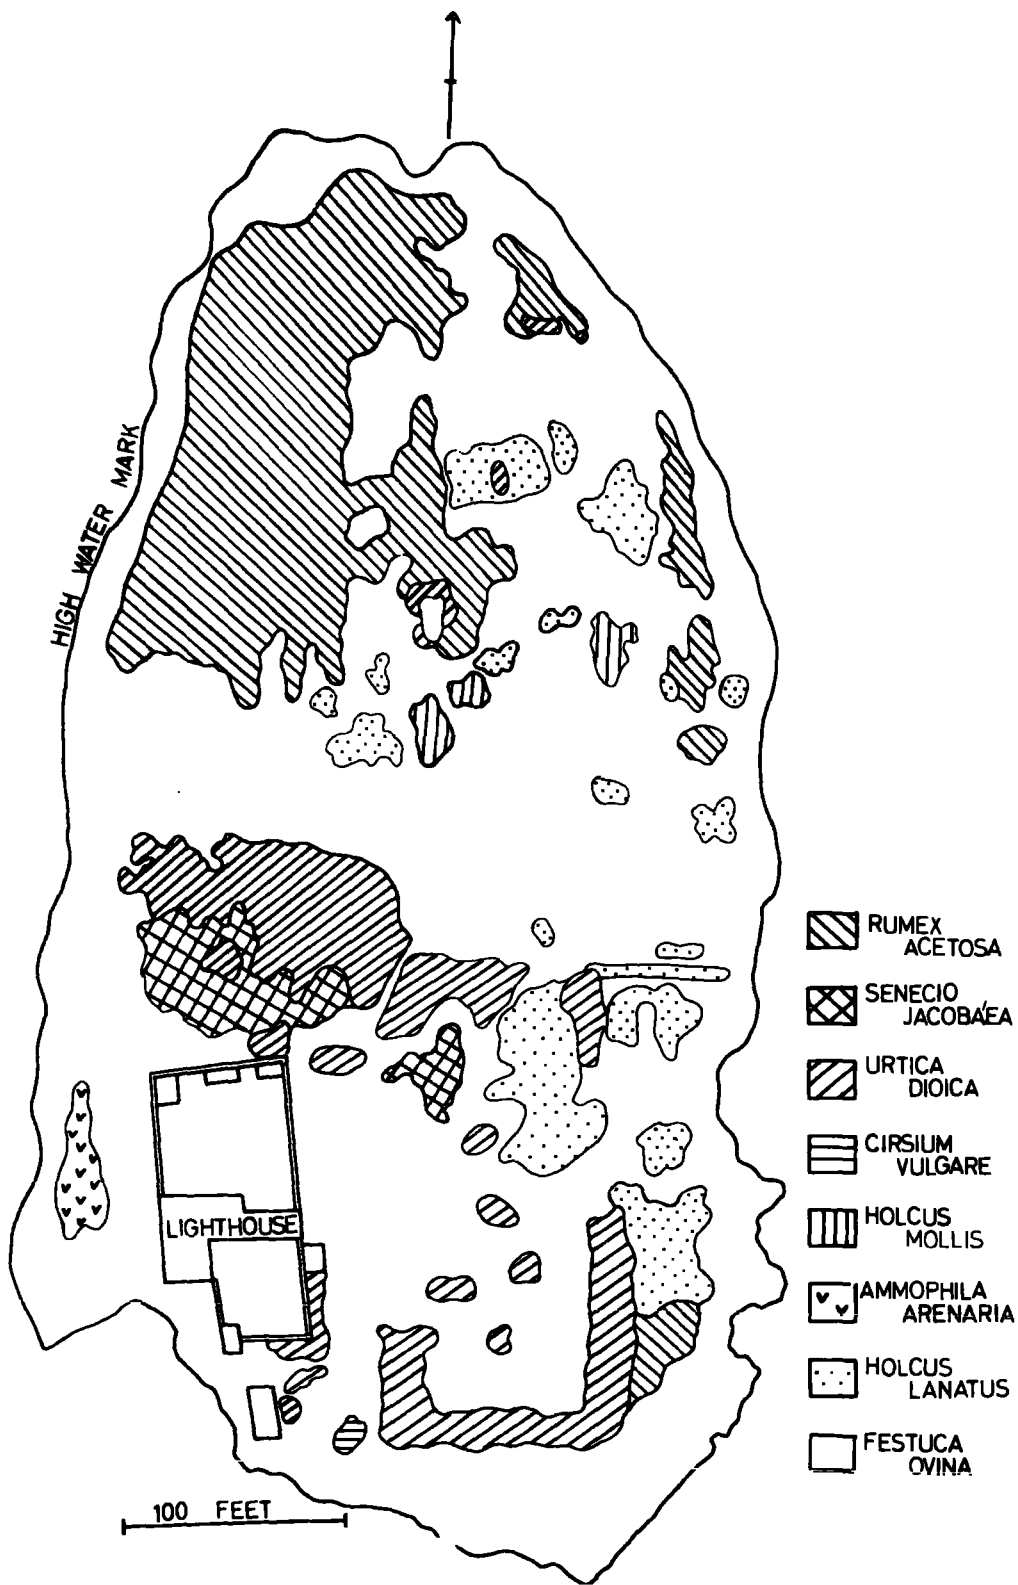 HIGH WATER MARK
RUMEX
ACETOSA
SENECIO
JACOBÁEA
URTICA
DIOICA
CIRSIUM
VULGARE
HOLCUS
MOLLIS
AMMOPHILA
ARENARIA
HOLCUS
LANATUS
FESTUCA
OVINA
LIGHTHOUSE
100 FEET